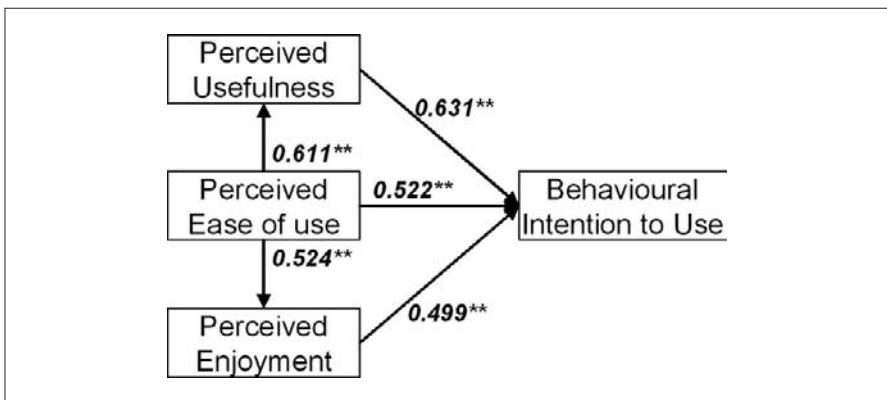 Perceived
Usefulness
0.631**
0.611**
Perceived
Ease of use
0.522**
Behavioural
Intention to Use
0.524**
0.499**
Perceived
Enjoyment